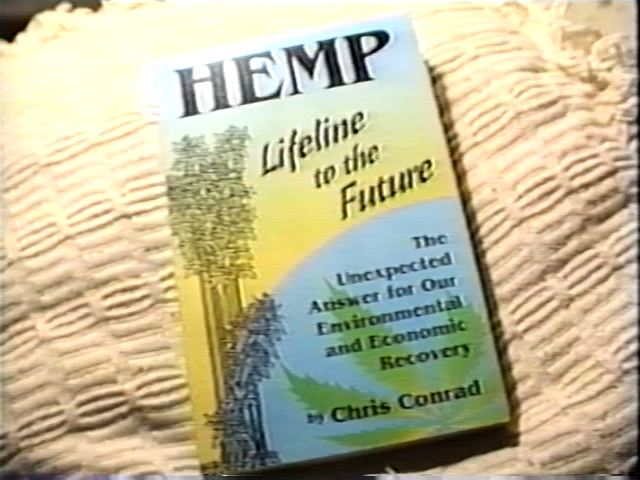 HEMP
Lifeline
to the
Future
The
Unexpected
Answer for Our
Environmental
and Economic
Recovery
by Chris Conrad